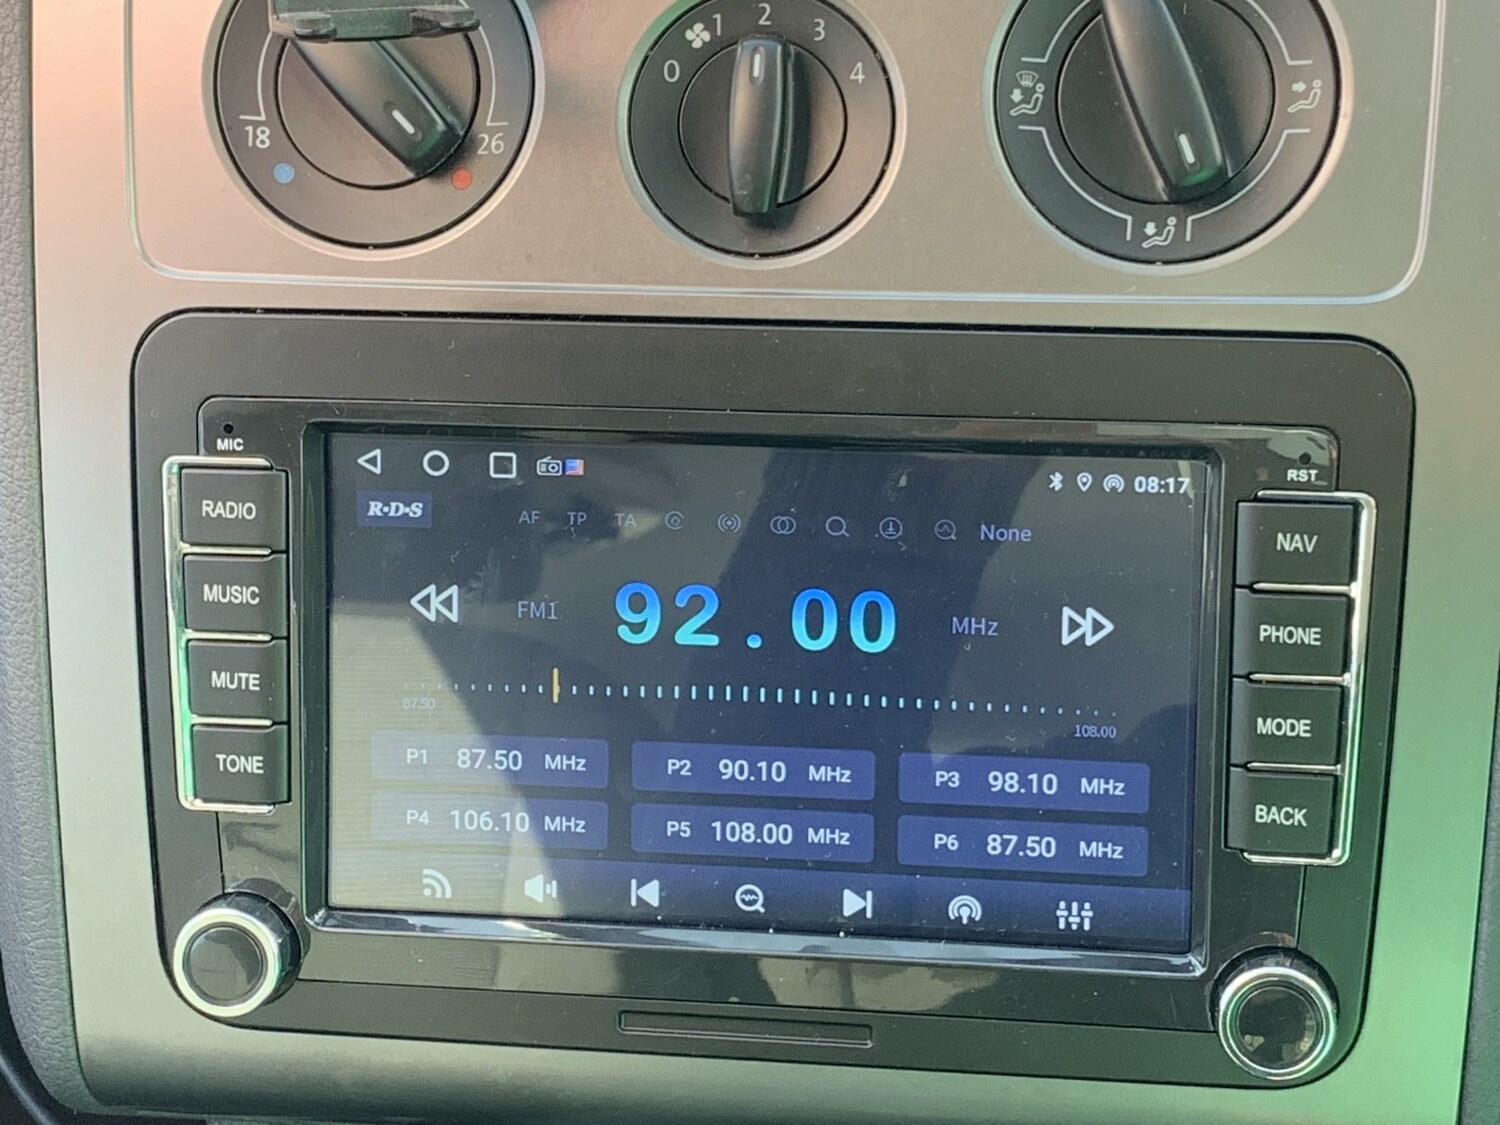 0 1 2 3 4
18 26
MIC
RST
RADIO
MUSIC
MUTE
TONE
08:17
R·D·S
AF TP TA None
FM1 92.00 MHz
87.50
108.00
P1 87.50 MHz
P2 90.10 MHz
P3 98.10 MHz
P4 106.10 MHz
P5 108.00 MHz
P6 87.50 MHz
NAV
PHONE
MODE
BACK